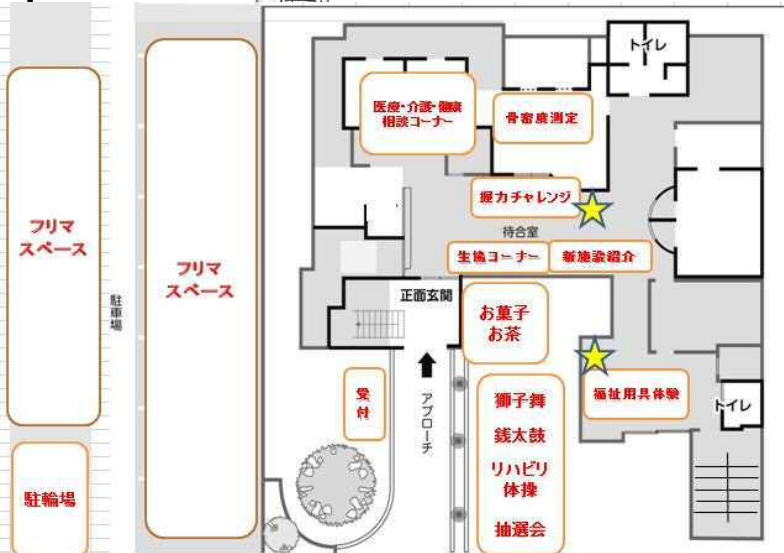 フリマ
スペース
駐輪場
駐車場
フリマ
スペース
トイレ
医療・介護・健康
相談コーナー
骨密度測定
握力チャレンジ
待合室
生協コーナー
新施設紹介
正面玄関
お菓子
お茶
受
付
アプローチ
獅子舞
銭太鼓
リハビリ
体操
抽選会
福祉用具体験
トイレ